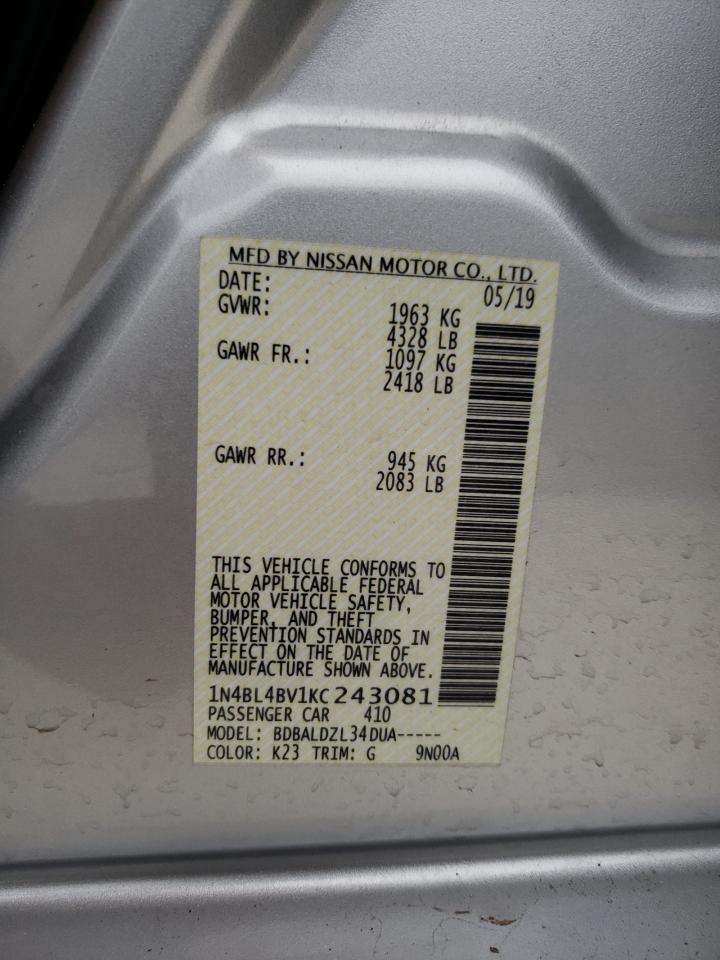 MFD BY NISSAN MOTOR CO., LTD.
DATE: 05/19
GVWR: 1963 KG
4328 LB
GAWR FR.: 1097 KG
2418 LB
GAWR RR.: 945 KG
2083 LB
THIS VEHICLE CONFORMS TO
ALL APPLICABLE FEDERAL
MOTOR VEHICLE SAFETY,
BUMPER, AND THEFT
PREVENTION STANDARDS IN
EFFECT ON THE DATE OF
MANUFACTURE SHOWN ABOVE.
1N4BL4BV1KC243081
PASSENGER CAR 410
MODEL: BDBALDZL34DUA-----
COLOR: K23 TRIM: G 9N00A